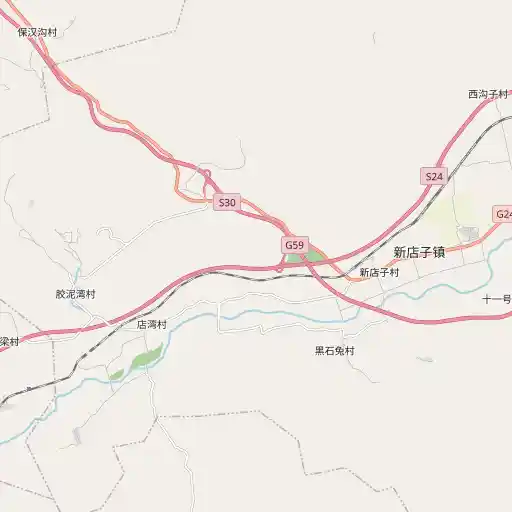 保汉沟村
西沟子村
S24
S30
G24
G59
新店子镇
新店子村
胶泥湾村
十一号
店湾村
梁村
黑石兔村